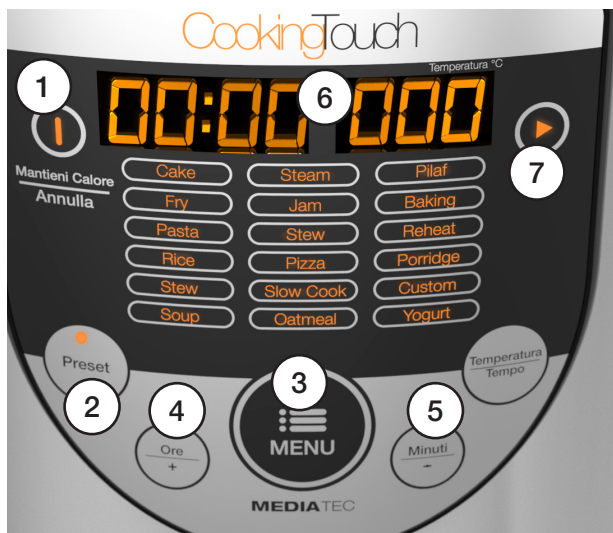 CookingTouch
Temperatura °C
1
00:00
6
000
7
Mantieni Calore
Annulla
Cake
Steam
Pilaf
Fry
Jam
Baking
Pasta
Stew
Reheat
Rice
Pizza
Porridge
Stew
Slow Cook
Custom
Soup
Oatmeal
Yogurt
Preset
2
3
MENU
4
Ore
+
5
Minuti
-
Temperatura
Tempo
MEDIATEC